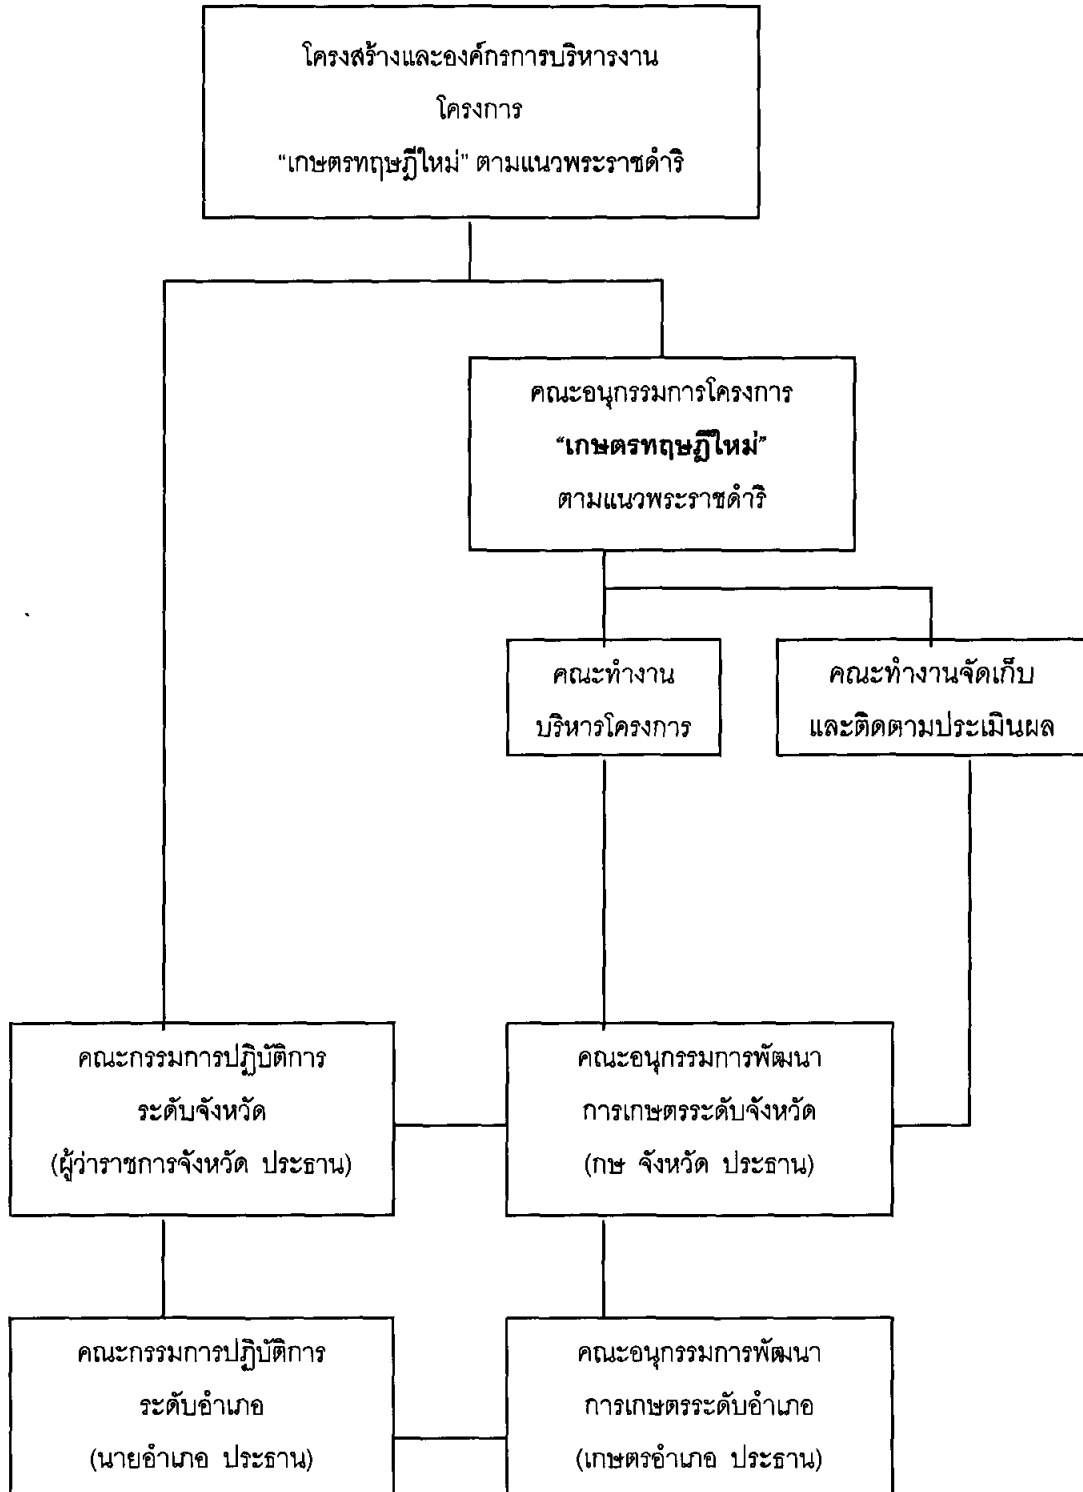 โครงสร้างและองค์กรการบริหารงาน
โครงการ
“เกษตรทฤษฎีใหม่” ตามแนวพระราชดำริ
คณะอนุกรรมการโครงการ
“เกษตรทฤษฎีใหม่”
ตามแนวพระราชดำริ
คณะทำงาน
บริหารโครงการ
คณะทำงานจัดเก็บ
และติดตามประเมินผล
คณะกรรมการปฏิบัติการ
ระดับจังหวัด
(ผู้ว่าราชการจังหวัด ประธาน)
คณะอนุกรรมการพัฒนา
การเกษตรระดับจังหวัด
(กษ จังหวัด ประธาน)
คณะกรรมการปฏิบัติการ
ระดับอำเภอ
(นายอำเภอ ประธาน)
คณะอนุกรรมการพัฒนา
การเกษตรระดับอำเภอ
(เกษตรอำเภอ ประธาน)